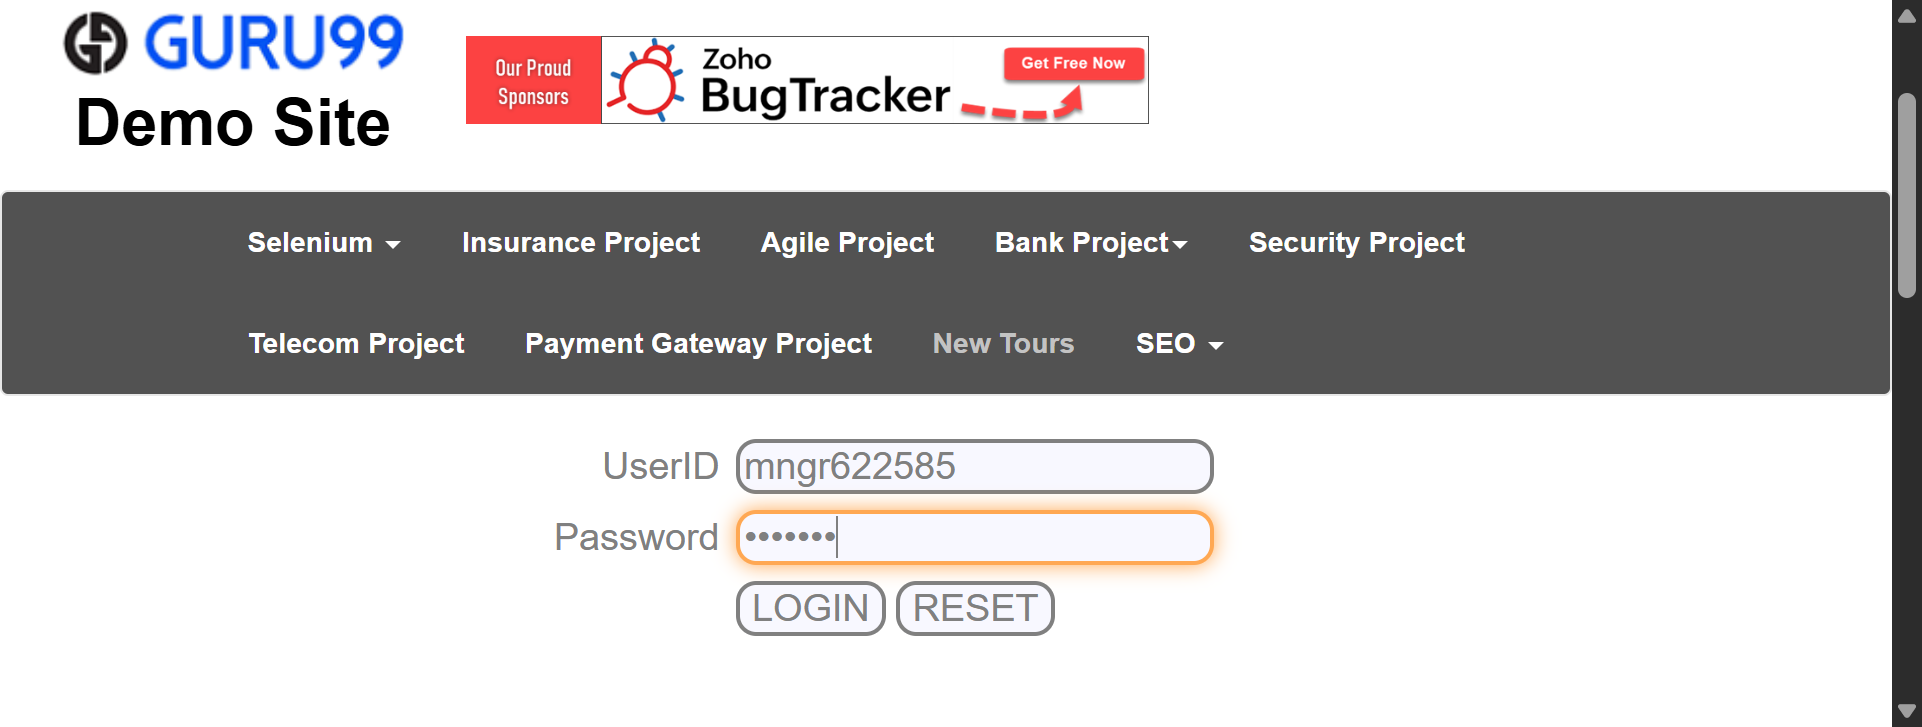 GURU99
Demo Site
Our Proud
Sponsors
Zoho
BugTracker
Get Free Now
Selenium
Insurance Project
Agile Project
Bank Project
Security Project
Telecom Project
Payment Gateway Project
New Tours
SEO
UserID
mngr622585
Password
•••••••
LOGIN
RESET